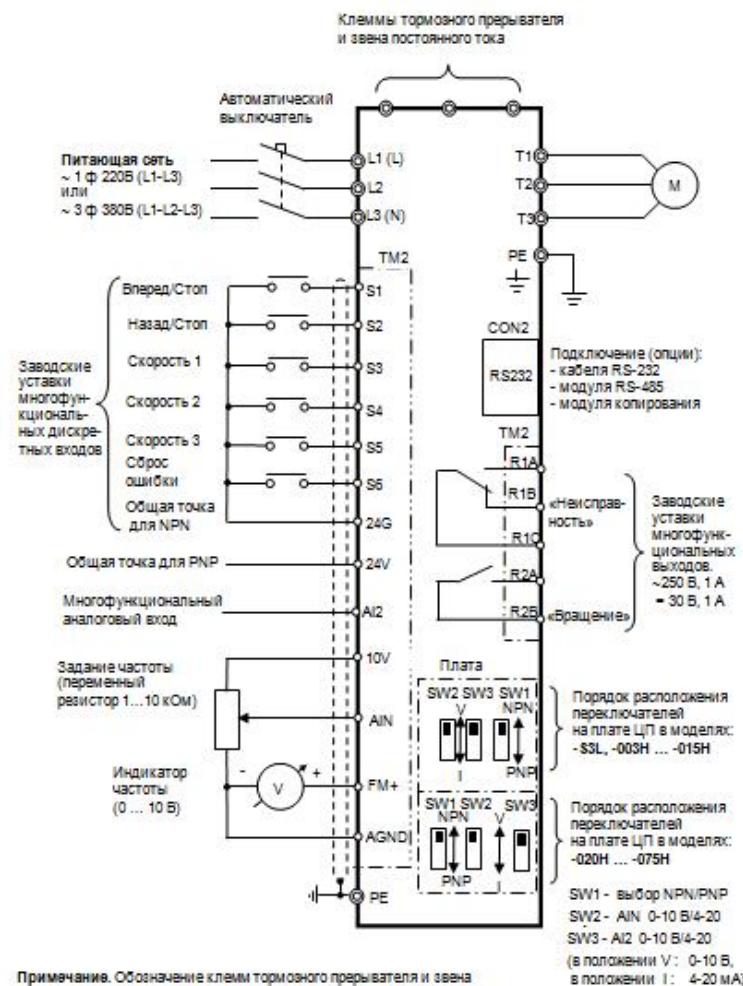 Клеммы тормозного прерывателя
и звена постоянного тока
Автоматический
выключатель
Питающая сеть
~ 1 ф 220В (L1-L3)
или
~ 3 ф 380В (L1-L2-L3)
L1 (L)
L2
L3 (N)
T1
T2
T3
M
PE
TM2
Вперед/Стоп
S1
Назад/Стоп
S2
Скорость 1
S3
Скорость 2
S4
Скорость 3
S5
Сброс
ошибки
S6
Общая точка
для NPN
24G
Заводские
уставки
многофун-
кциональ-
ных дискре-
тных входов
Общая точка для PNP
24V
Многофункциональный
аналоговый вход
AI2
10V
Задание частоты
(переменный
резистор 1...10 кОм)
AIN
Индикатор
частоты
(0 ... 10 В)
- V +
FM+
AGND
PE
CON2
RS232
Подключение (опции):
- кабеля RS-232
- модуля RS-485
- модуля копирования
TM2
R1A
R1B
R1C
«Неисправ-
ность»
R2A
R2B
«Вращение»
Заводские
уставки
многофунк-
циональных
выходов.
~250 В, 1 А
= 30 В, 1 А
Плата
SW2 SW3 SW1
V NPN
I PNP
Порядок расположения
переключателей
на плате ЦП в моделях:
-S3L, -003H ... -015H
SW1 SW2 SW3
NPN V
PNP I
Порядок расположения
переключателей
на плате ЦП в моделях:
-020H ... -075H
SW1 - выбор NPN/PNP
SW2 - AIN 0-10 В/4-20
SW3 - AI2 0-10 В/4-20
(в положении V : 0-10 В,
в положении I : 4-20 мА)
Примечание. Обозначение клемм тормозного прерывателя и звена